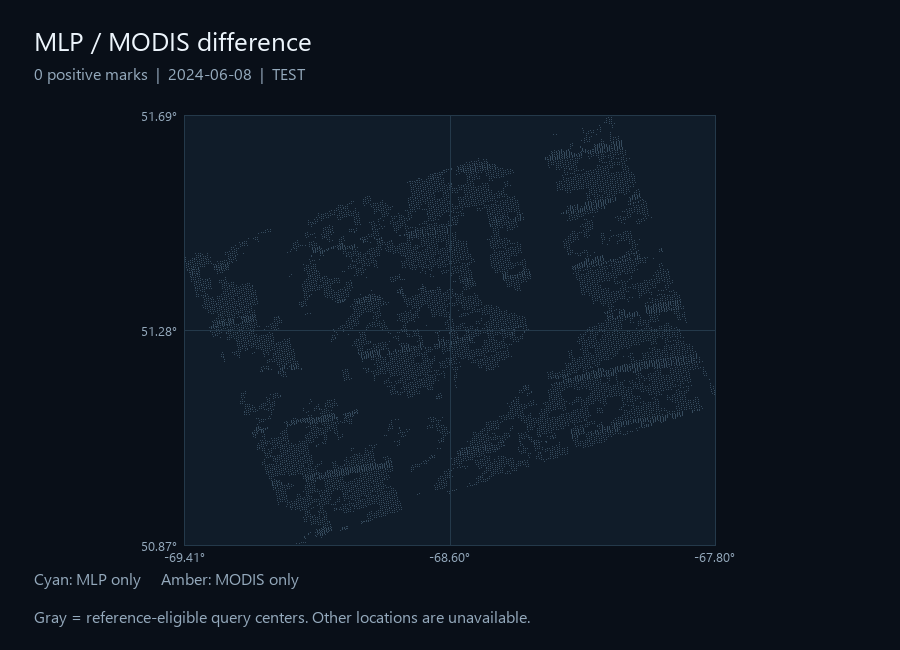 MLP / MODIS difference
0 positive marks | 2024-06-08 | TEST
51.69°
51.28°
50.87°
-69.41°
-68.60°
-67.80°
Cyan: MLP only Amber: MODIS only
Gray = reference-eligible query centers. Other locations are unavailable.